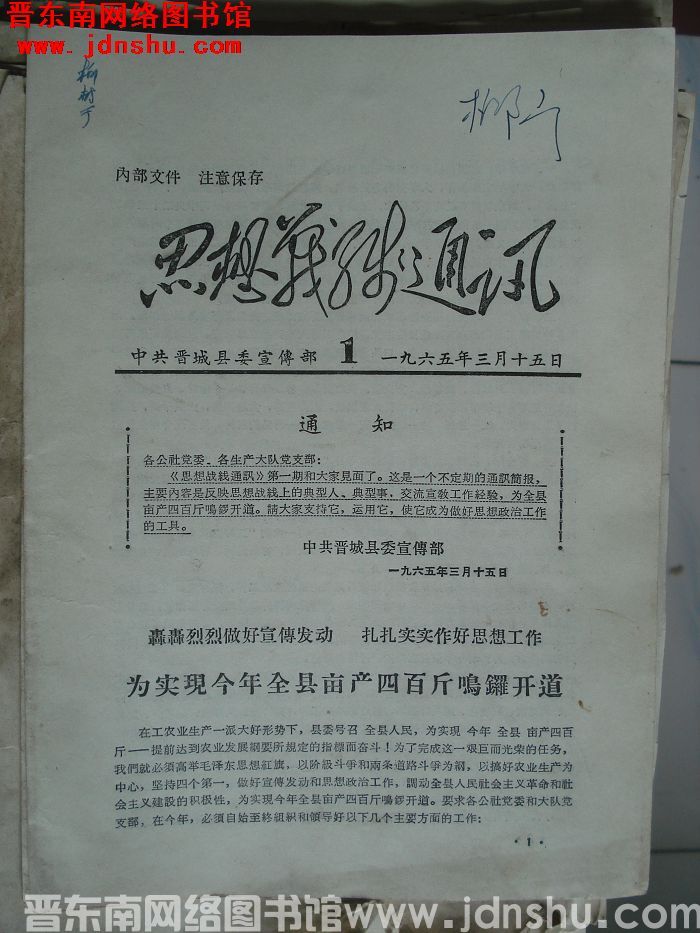 晋东南网络图书馆
www.jdnshu.com
柳树下
內部文件　注意保存
思想战线通讯
中共晋城县委宣傳部　1　一九六五年三月十五日
通　知
各公社党委、各生产大队党支部：
《思想战线通訊》第一期和大家見面了。这是一个不定期的通訊簡报，
主要內容是反映思想战线上的典型人、典型事，交流宣教工作經驗，为全县
亩产四百斤鳴鑼开道。請大家支持它，运用它，使它成为做好思想政治工作
的工具。
中共晋城县委宣傳部
一九六五年三月十五日
轟轟烈烈做好宣傳发动　扎扎实实作好思想工作
为实現今年全县亩产四百斤鳴鑼开道
在工农业生产一派大好形势下，县委号召 全县人民，为实現 今年 全县 亩产四百
斤——提前达到农业发展綱要所規定的指標而奋斗！为了完成这一艰巨而光荣的任务，
我們就必須高举毛泽东思想紅旗，以阶級斗爭和兩条道路斗爭为綱，以搞好农业生产为
中心，坚持四个第一，做好宣傳发动和思想政治工作，調动全县人民社会主义革命和社
会主义建設的积极性，为实現今年全县亩产四百斤鳴鑼开道。要求各公社党委和大队党
支部，在今年，必須自始至終組织和領导好以下几个主要方面的工作：
·1·
晋东南网络图书馆www.jdnshu.com